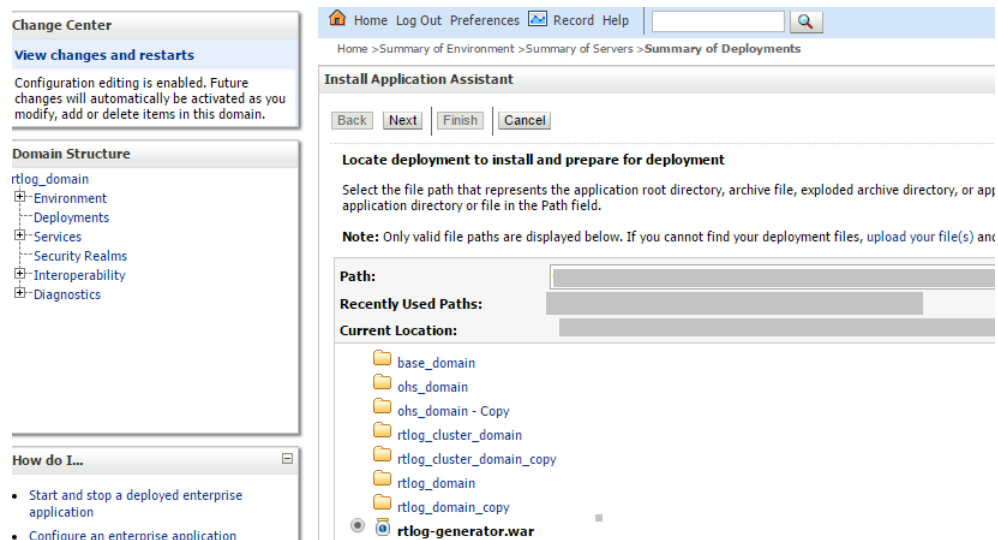 Change Center
View changes and restarts
Configuration editing is enabled. Future
changes will automatically be activated as you
modify, add or delete items in this domain.
Domain Structure
rtlog_domain
Environment
Deployments
Services
Security Realms
Interoperability
Diagnostics
How do I...
Start and stop a deployed enterprise
application
Configure an enterprise application
Home Log Out Preferences Record Help
Home >Summary of Environment >Summary of Servers >Summary of Deployments
Install Application Assistant
Back Next Finish Cancel
Locate deployment to install and prepare for deployment
Select the file path that represents the application root directory, archive file, exploded archive directory, or
application directory or file in the Path field.
Note: Only valid file paths are displayed below. If you cannot find your deployment files, upload your file(s) and
Path:
Recently Used Paths:
Current Location:
base_domain
ohs_domain
ohs_domain - Copy
rtlog_cluster_domain
rtlog_cluster_domain_copy
rtlog_domain
rtlog_domain_copy
rtlog-generator.war